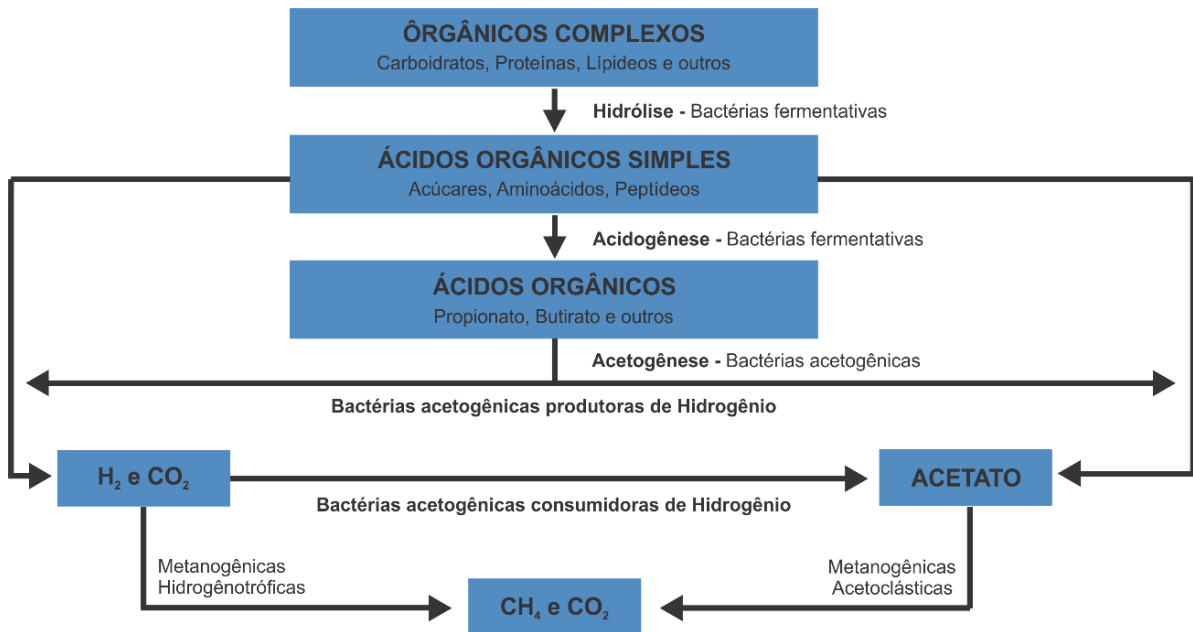 ÔRGÂNICOS COMPLEXOS
Carboidratos, Proteínas, Lípideos e outros
Hidrólise - Bactérias fermentativas
ÁCIDOS ORGÂNICOS SIMPLES
Acúcares, Aminoácidos, Peptídeos
Acidogênese - Bactérias fermentativas
ÁCIDOS ORGÂNICOS
Propionato, Butirato e outros
Acetogênese - Bactérias acetogênicas
Bactérias acetogênicas produtoras de Hidrogênio
H₂ e CO₂
ACETATO
Bactérias acetogênicas consumidoras de Hidrogênio
Metanogênicas
Hidrogênotróficas
Metanogênicas
Acetoclásticas
CH₄ e CO₂